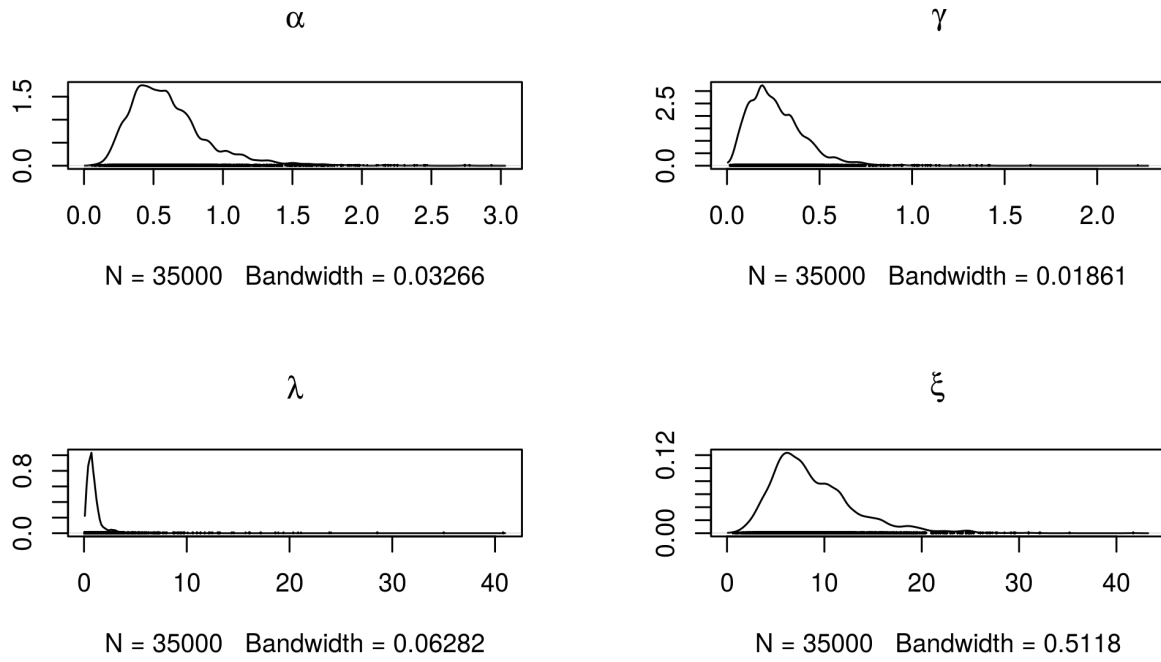 α
1.5
0.0
0.0 0.5 1.0 1.5 2.0 2.5 3.0
N = 35000 Bandwidth = 0.03266
γ
2.5
0.0
0.0 0.5 1.0 1.5 2.0
N = 35000 Bandwidth = 0.01861
λ
0.8
0.0
0 10 20 30 40
N = 35000 Bandwidth = 0.06282
ξ
0.12
0.00
0 10 20 30 40
N = 35000 Bandwidth = 0.5118